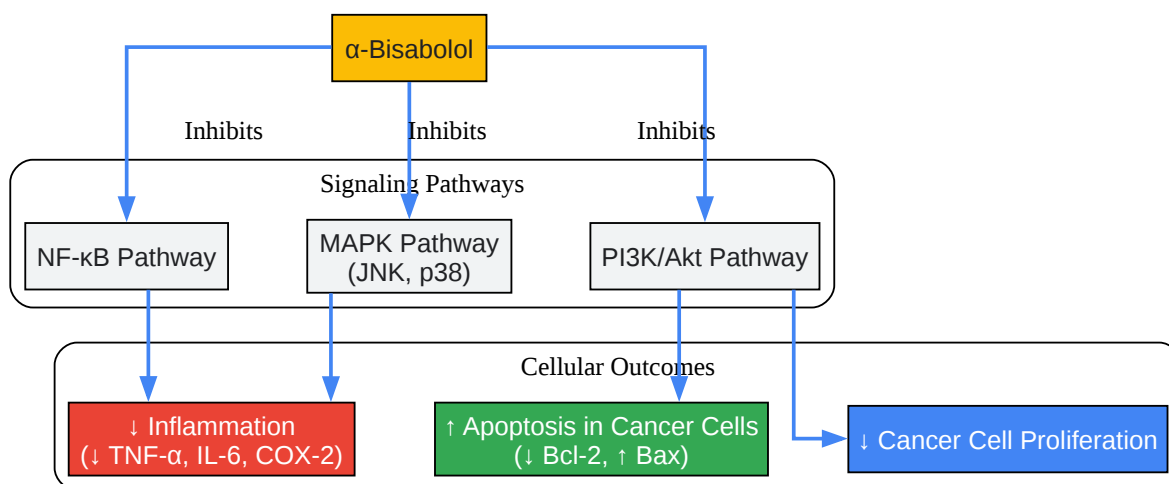 α-Bisabolol
Inhibits
Inhibits
Inhibits
Signaling Pathways
NF-κB Pathway
MAPK Pathway
(JNK, p38)
PI3K/Akt Pathway
Cellular Outcomes
↓ Inflammation
(↓ TNF-α, IL-6, COX-2)
↑ Apoptosis in Cancer Cells
(↓ Bcl-2, ↑ Bax)
↓ Cancer Cell Proliferation